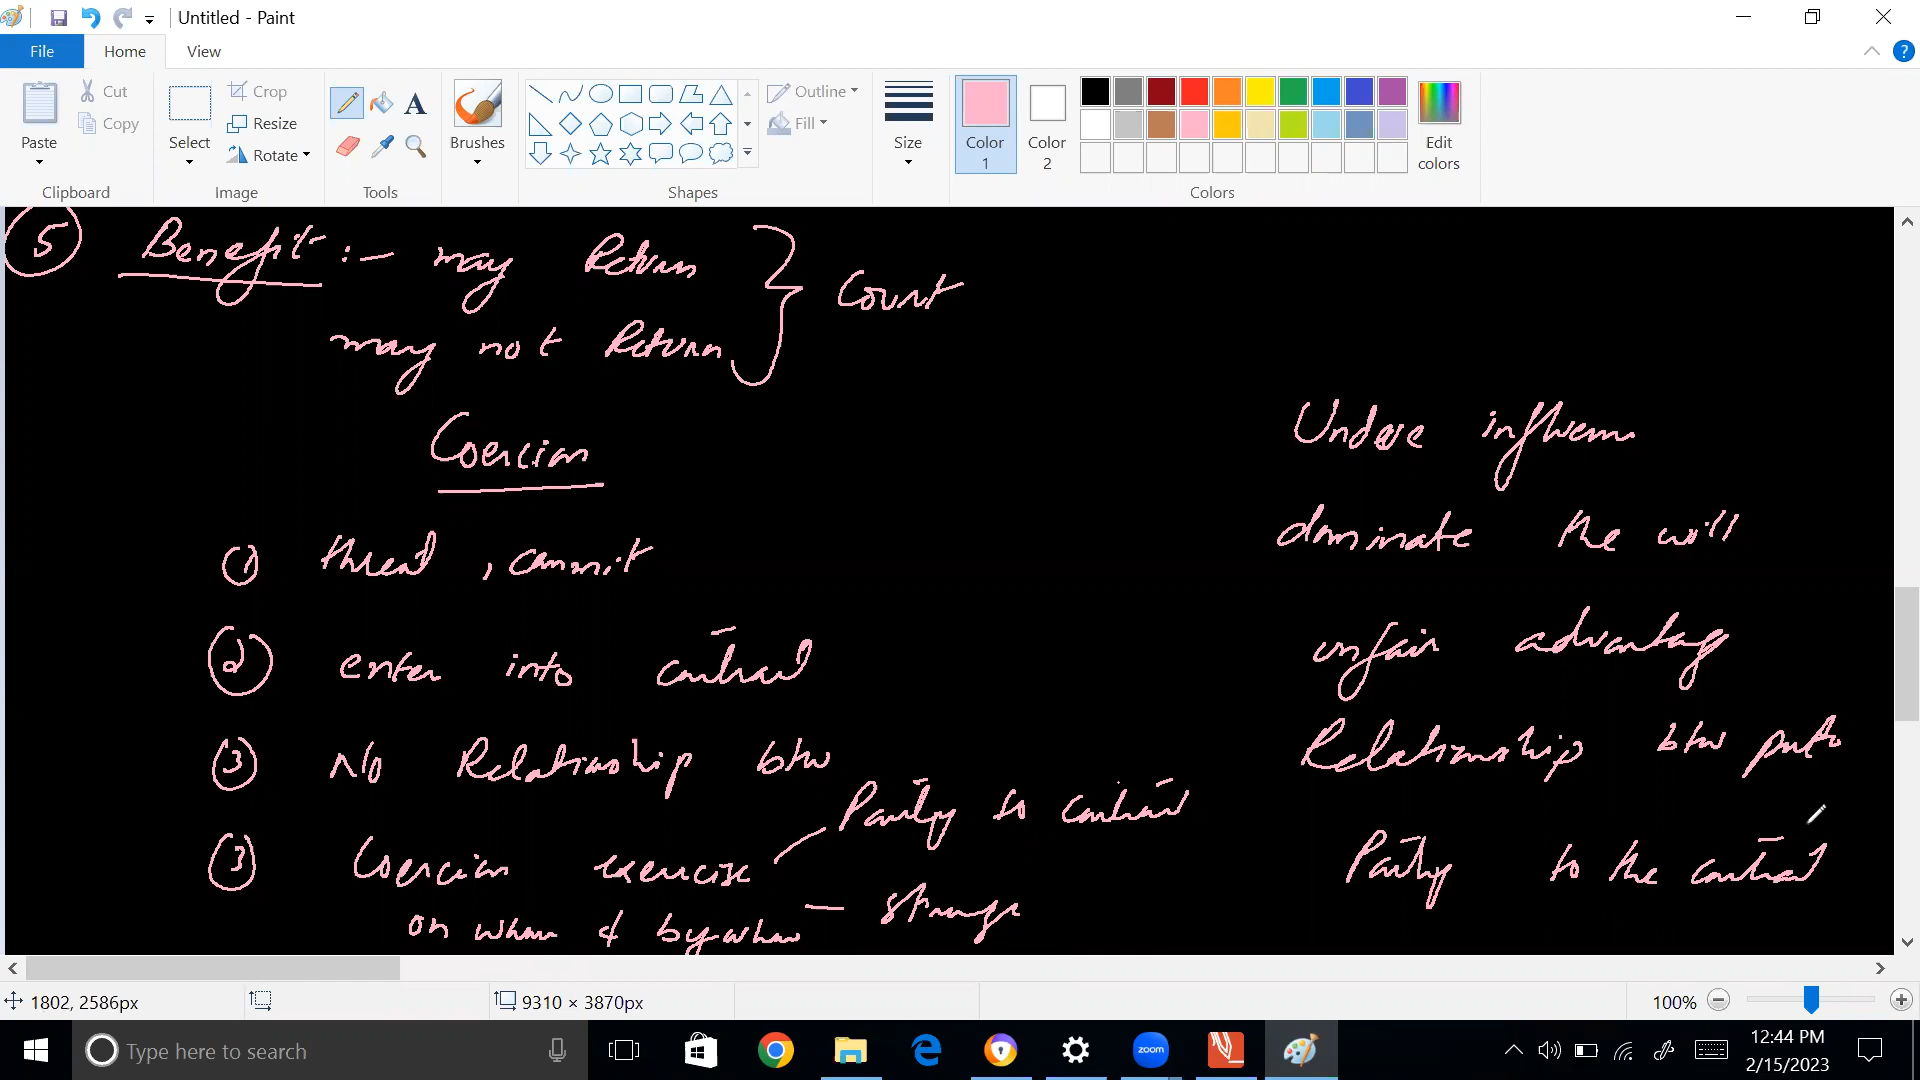 Untitled - Paint
File Home View
Paste Cut Copy Clipboard
Select Crop Resize Rotate Image
Tools
Brushes
Shapes Outline Fill
Size
Color 1 Color 2 Edit colors Colors
5 Benefit :- may Return } Court
may not Return
Coercion Undue influence
① threat, commit dominate the will
② enter into contract unfair advantage
③ No Relationship btw Relationship btw
Party to contract
③ Coercion exercise Party to the contract
on whom & by whom - stranger
1802, 2586px 9310 × 3870px 100%
Type here to search zoom 12:44 PM
2/15/2023